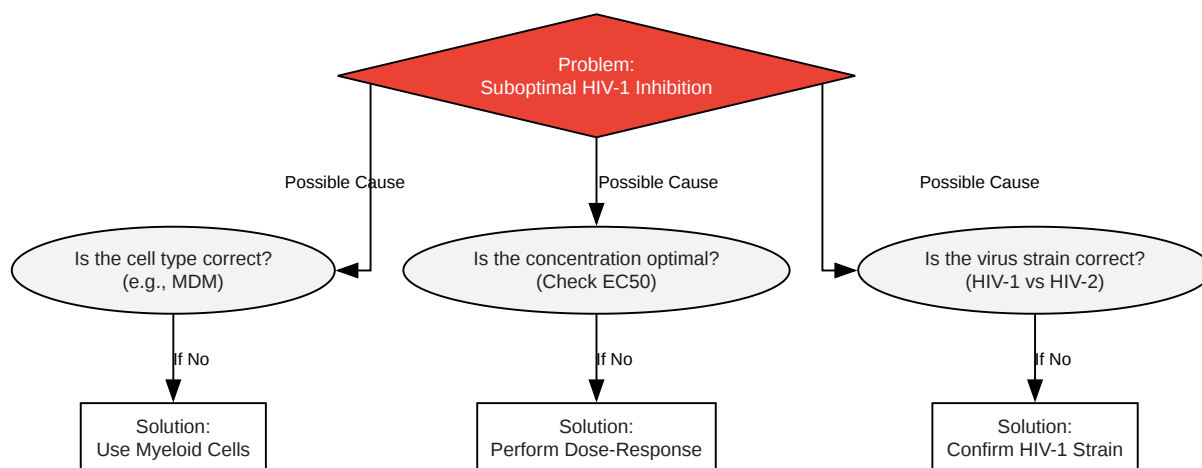 Problem:
Suboptimal HIV-1 Inhibition
Possible Cause
Possible Cause
Possible Cause
Is the cell type correct?
(e.g., MDM)
Is the concentration optimal?
(Check EC50)
Is the virus strain correct?
(HIV-1 vs HIV-2)
If No
If No
If No
Solution:
Use Myeloid Cells
Solution:
Perform Dose-Response
Solution:
Confirm HIV-1 Strain